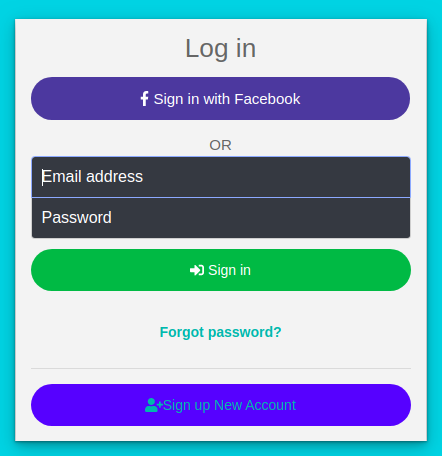 Log in
Sign in with Facebook
OR
Email address
Password
Sign in
Forgot password?
Sign up New Account